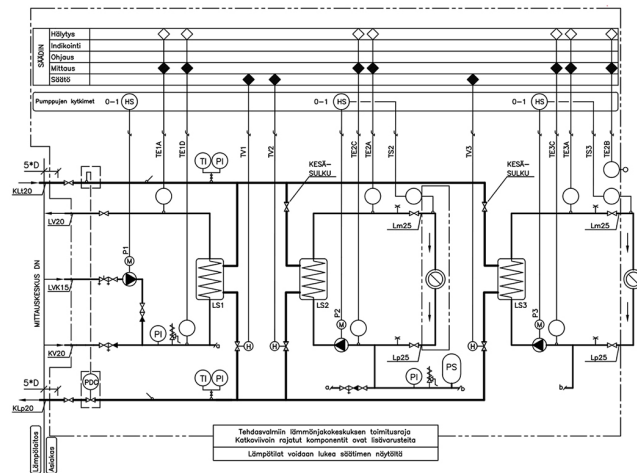 SÄÄDIN
Hälytys
Indikointi
Ohjaus
Mittaus
Säätö
Pumppujen kytkimet
0-1 HS
0-1 HS
0-1 HS
TE1A
TE1D
TV1
TV2
TE2C
TE2A
TS2
TV3
TE3C
TE3A
TS3
TE2B
5*D
KLt20
TI PI
KESÄ-
SULKU
KESÄ-
SULKU
LV20
Lm25
Lm25
P1
M
MITTAUSKESKUS DN
LVK15
LS1
LS2
LS3
P2
M
P3
M
PI
H
H
H
KV20
Lp25
Lp25
5*D
PDC
TI PI
a
PI
PS
b
KLp20
Lämpölaitos
Asiakas
Tehdasvalmiin lämmönjakokeskuksen toimitusraja
Katkoviivoin rajatut komponentit ovat lisävarusteita
Lämpötilat voidaan lukea säätimen näytöltä